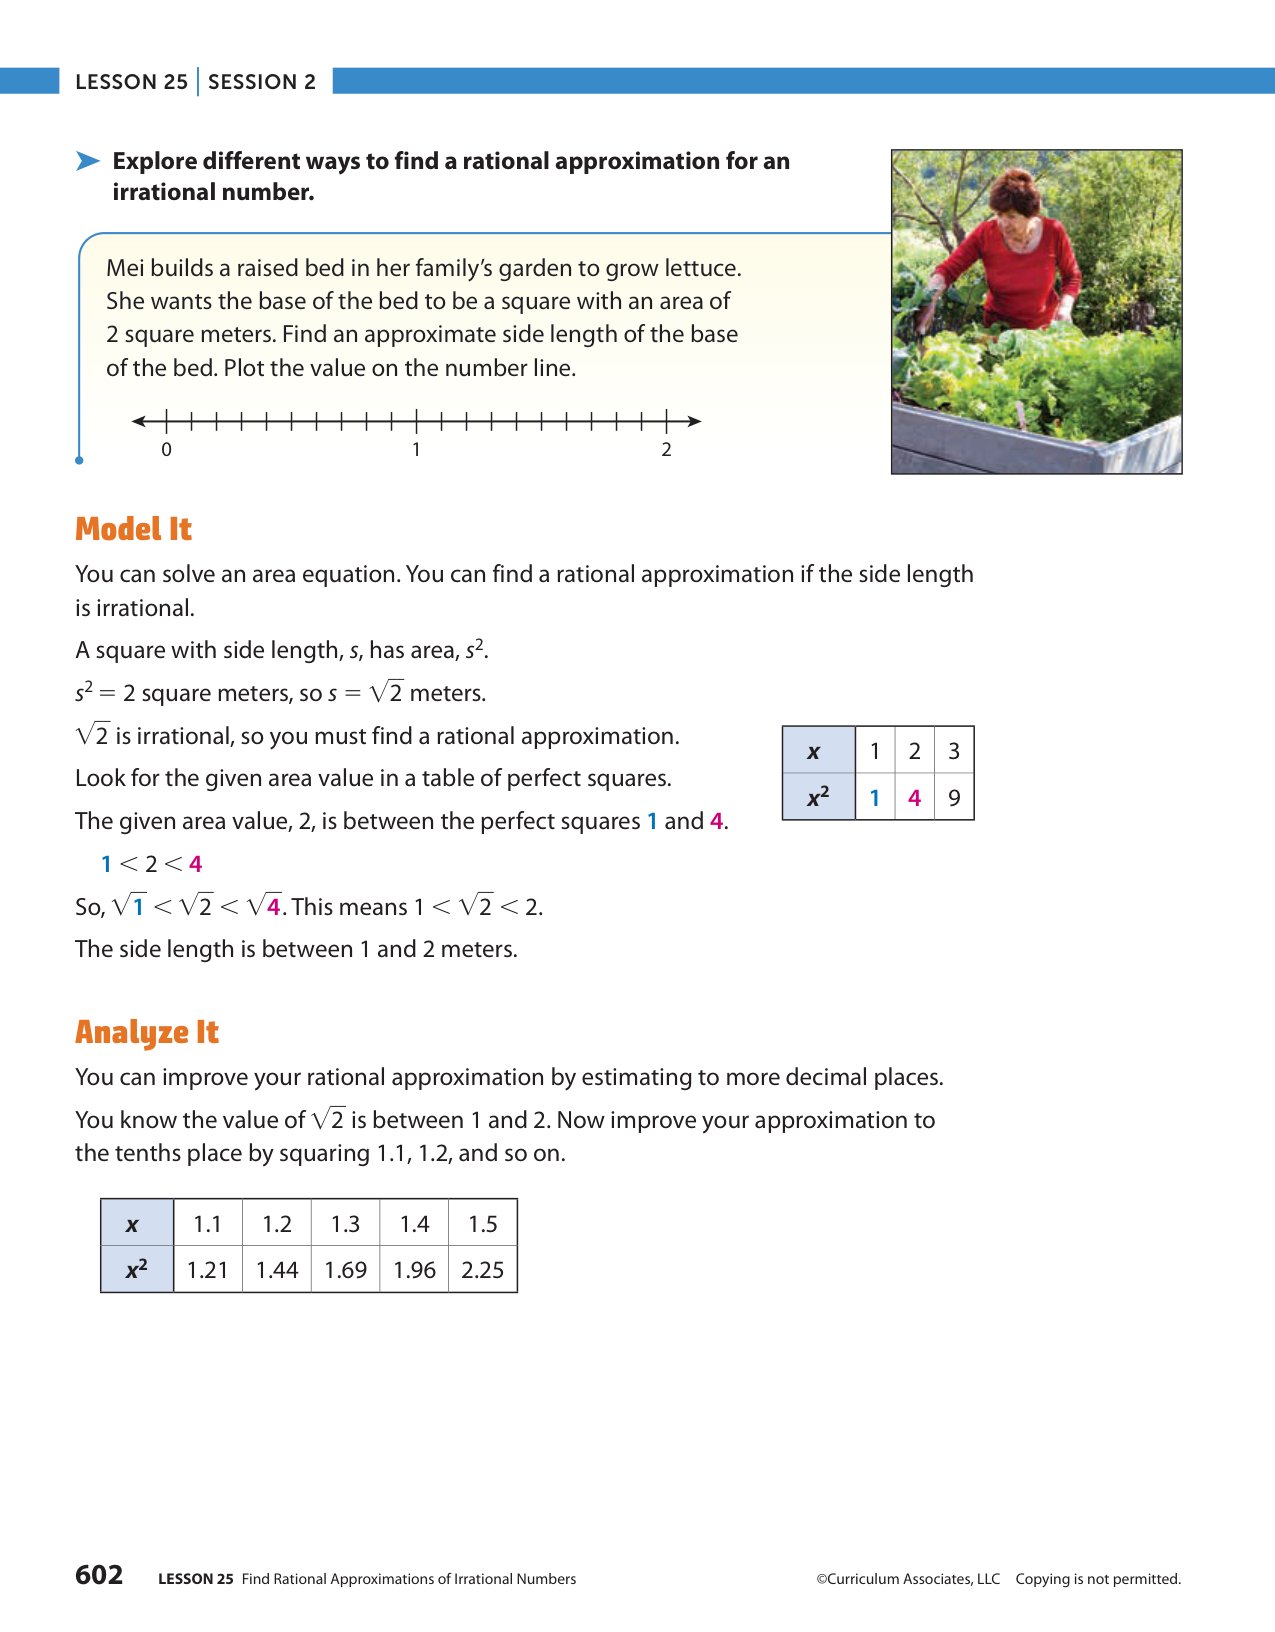 LESSON 25 | SESSION 2
➤ Explore different ways to find a rational approximation for an
irrational number.
Mei builds a raised bed in her family’s garden to grow lettuce.
She wants the base of the bed to be a square with an area of
2 square meters. Find an approximate side length of the base
of the bed. Plot the value on the number line.
0 1 2
Model It
You can solve an area equation. You can find a rational approximation if the side length
is irrational.
A square with side length, s, has area, s².
s² = 2 square meters, so s = √2 meters.
√2 is irrational, so you must find a rational approximation.
Look for the given area value in a table of perfect squares.
The given area value, 2, is between the perfect squares 1 and 4.
1 < 2 < 4
So, √1 < √2 < √4. This means 1 < √2 < 2.
The side length is between 1 and 2 meters.
x 1 2 3
x² 1 4 9
Analyze It
You can improve your rational approximation by estimating to more decimal places.
You know the value of √2 is between 1 and 2. Now improve your approximation to
the tenths place by squaring 1.1, 1.2, and so on.
x 1.1 1.2 1.3 1.4 1.5
x² 1.21 1.44 1.69 1.96 2.25
602 LESSON 25 Find Rational Approximations of Irrational Numbers ©Curriculum Associates, LLC Copying is not permitted.